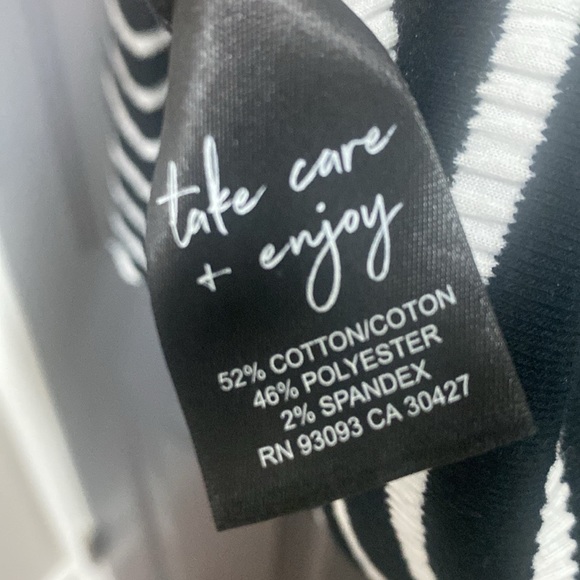 take care
+ enjoy
52% COTTON/COTON
46% POLYESTER
2% SPANDEX
RN 93093 CA 30427